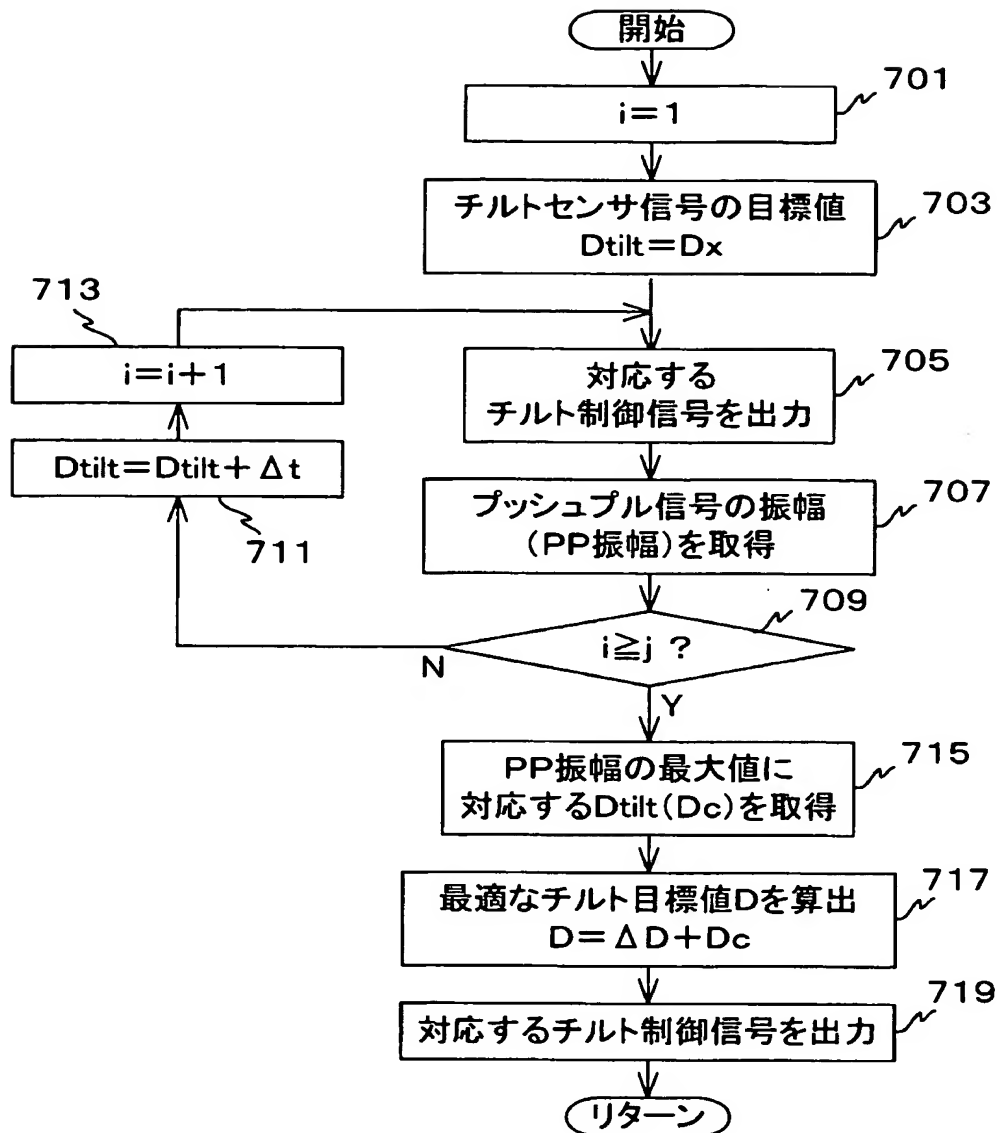 開始
701
i=1
703
チルトセンサ信号の目標値
Dtilt=Dx
713
i=i+1
705
対応する
チルト制御信号を出力
Dtilt=Dtilt+Δt
711
707
プッシュプル信号の振幅
(PP振幅)を取得
709
i≧j ?
N
Y
715
PP振幅の最大値に
対応するDtilt(Dc)を取得
717
最適なチルト目標値Dを算出
D=ΔD+Dc
719
対応するチルト制御信号を出力
リターン